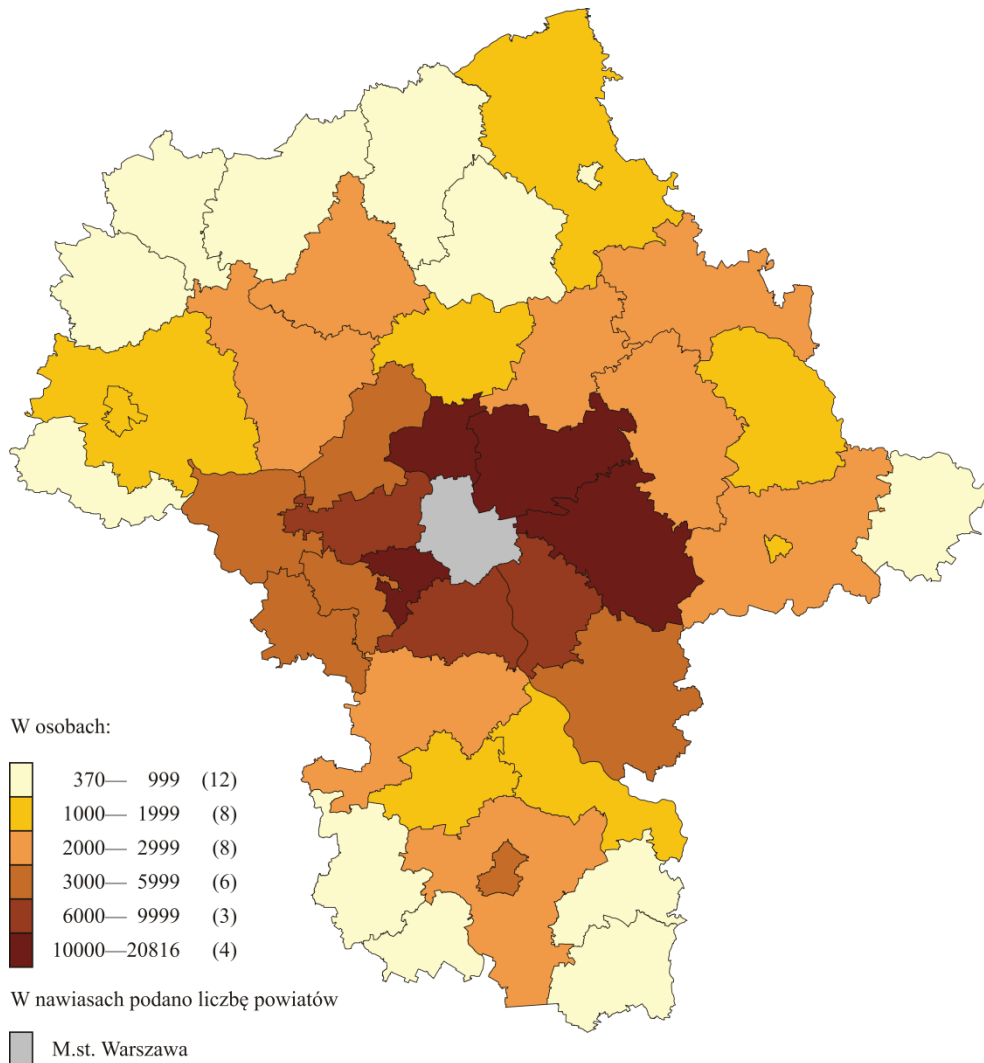 W osobach:
370— 999 (12)
1000— 1999 (8)
2000— 2999 (8)
3000— 5999 (6)
6000— 9999 (3)
10000—20816 (4)
W nawiasach podano liczbę powiatów
M.st. Warszawa